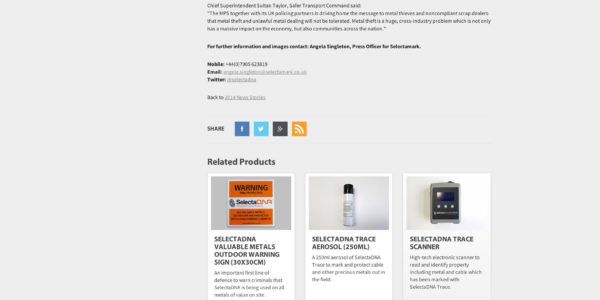 Chief Superintendent Sultan Taylor, Safer Transport Command said:
"The MPS together with its UK policing partners is driving home the message to metal thieves and noncompliant scrap dealers
that metal theft and unlawful metal dealing will not be tolerated. Metal theft is a huge, cross-industry problem which is not only
has a massive impact on the economy, but also communities across the nation."
For further information and images contact: Angela Singleton, Press Officer for Selectamark.
Mobile: +44(0)7905 623819
Email: angela.singleton@selectamark.co.uk
Twitter: @selectadna
Back to 2014 News Stories
SHARE
Related Products
WARNING
SelectaDNA
SELECTADNA
VALUABLE METALS
OUTDOOR WARNING
SIGN (30X30CM)
An important first line of
defence to warn criminals that
SelectaDNA is being used on all
metals of value on site.
SELECTADNA TRACE
AEROSOL (250ML)
A 250ml aerosol of SelectaDNA
Trace to mark and protect cable
and other precious metals out in
the field.
SELECTADNA TRACE
SCANNER
High-tech electronic scanner to
read and identify property
including metal and cable which
has been marked with
SelectaDNA Trace.